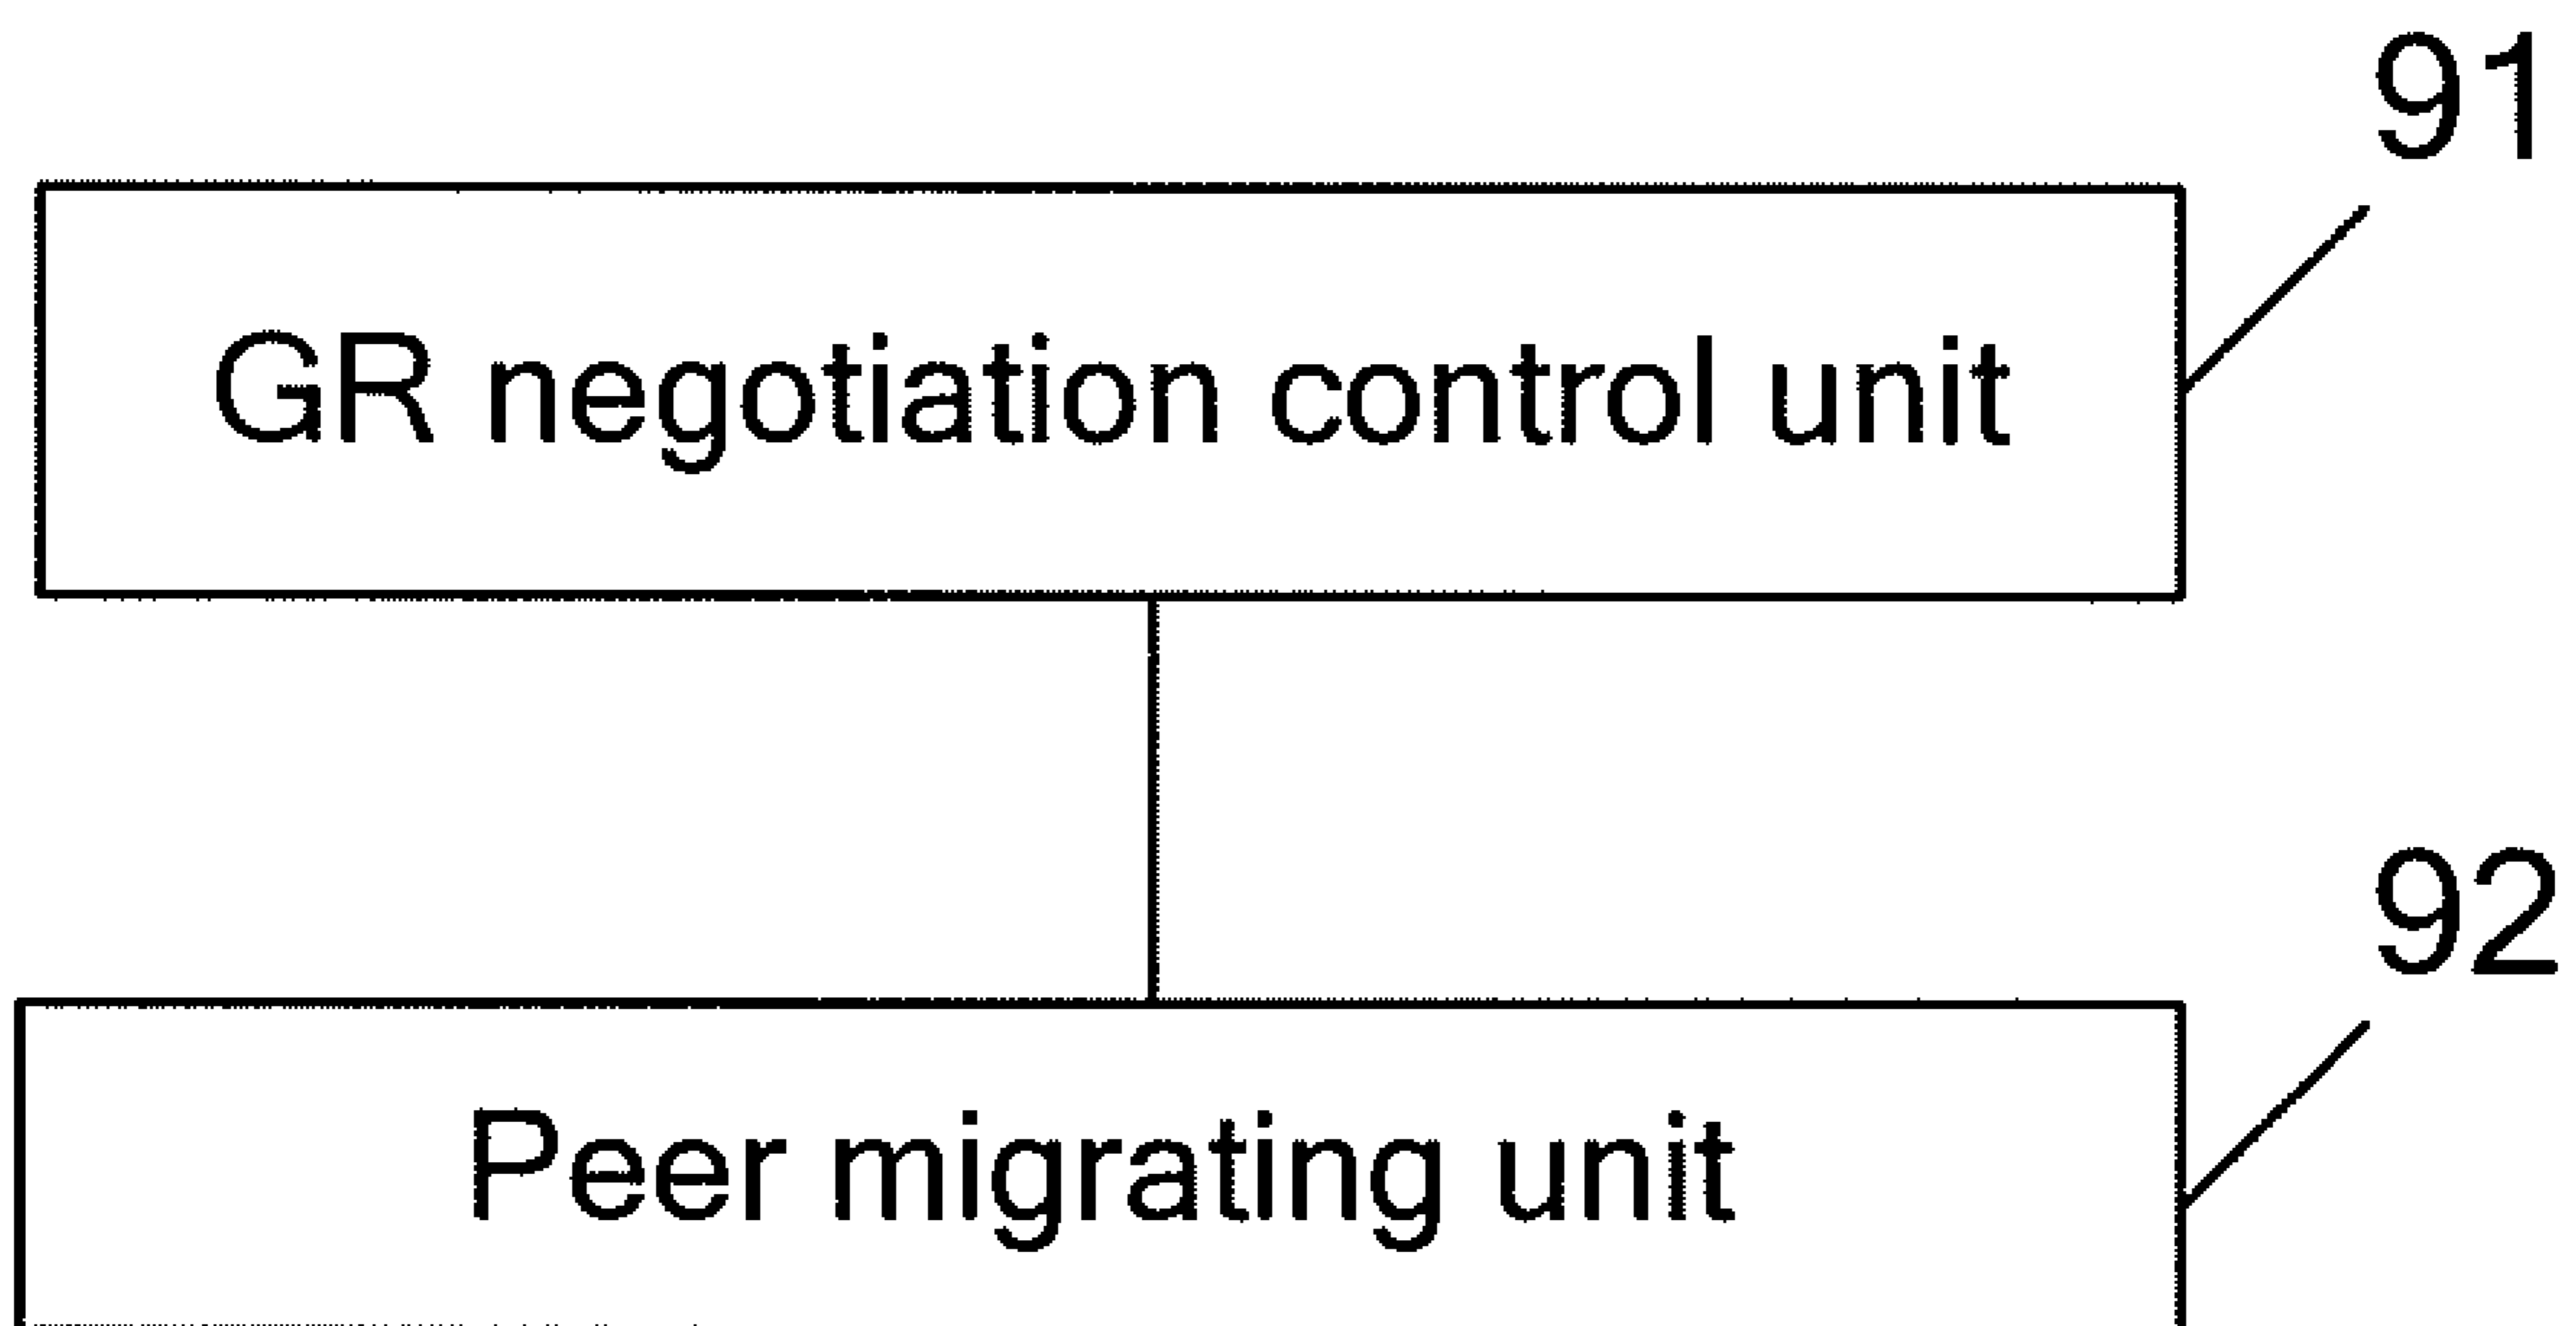 91
GR negotiation control unit
92
Peer migrating unit